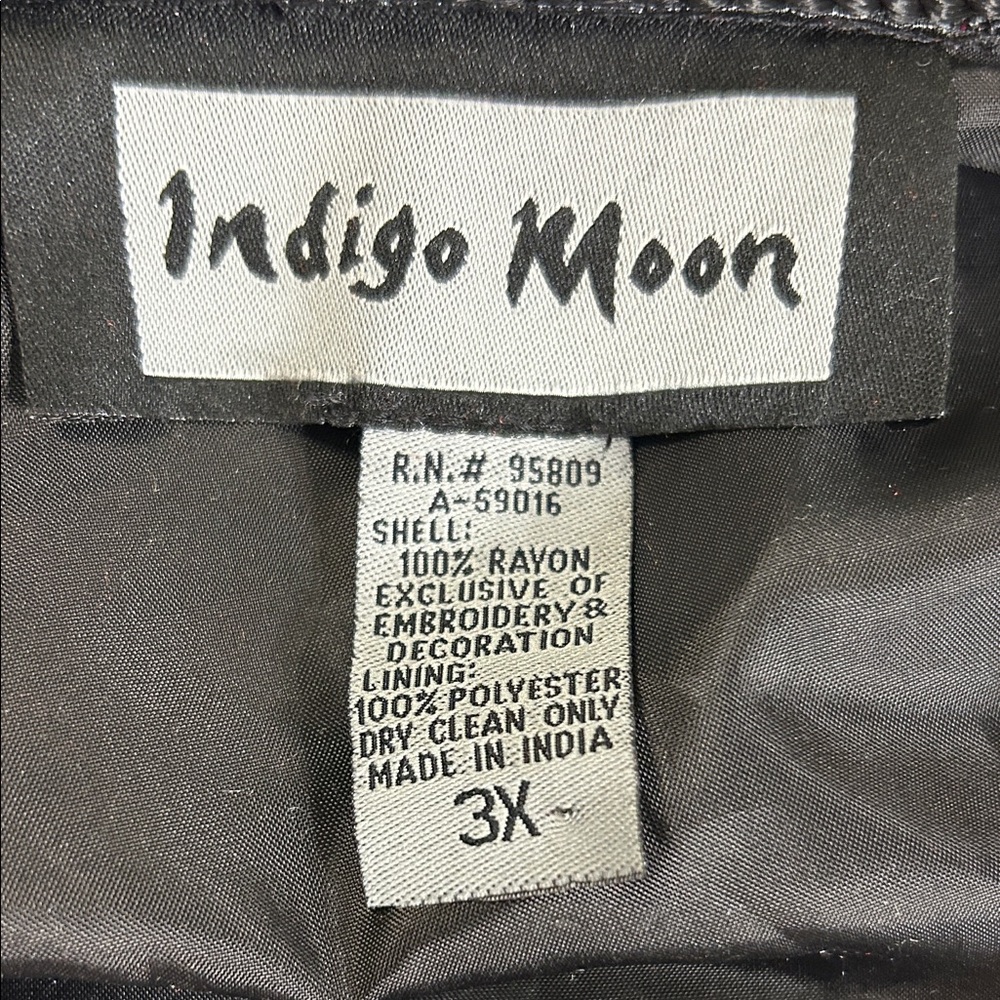 Indigo Moon
R.N.# 95809
A-59016
SHELL:
100% RAYON
EXCLUSIVE OF
EMBROIDERY &
DECORATION
LINING:
100% POLYESTER
DRY CLEAN ONLY
MADE IN INDIA
3X